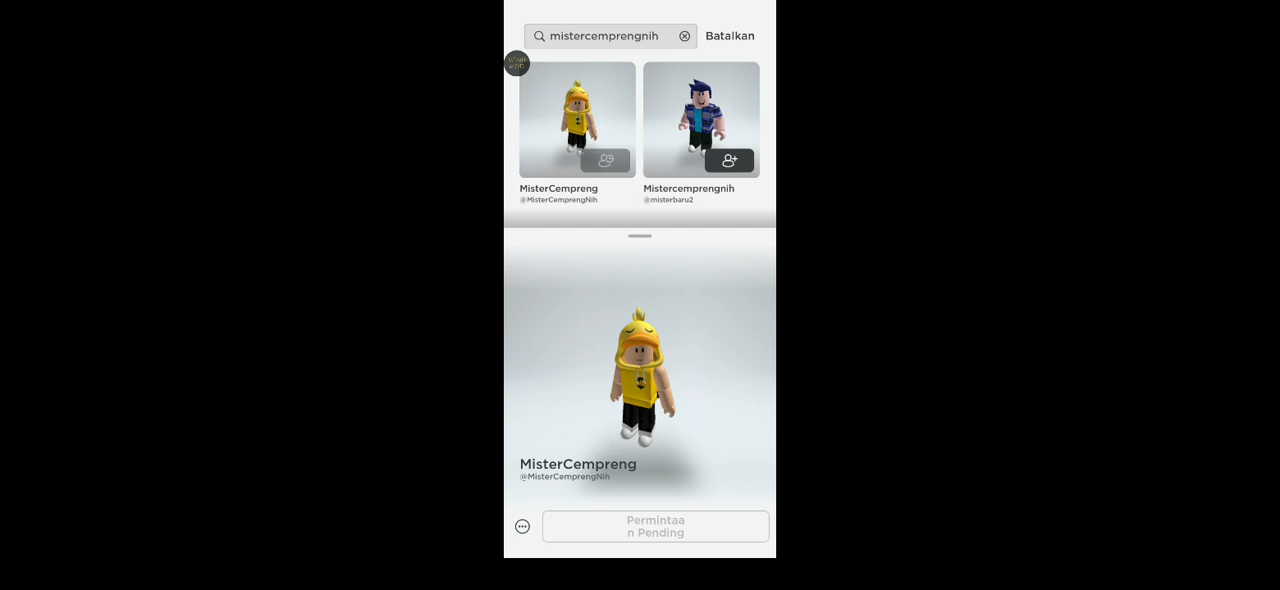 mistercemprengnih
Batalkan
MisterCempreng
@MisterCemprengNih
Mistercemprengnih
@misterbaru2
MisterCempreng
@MisterCemprengNih
Permintaa
n Pending